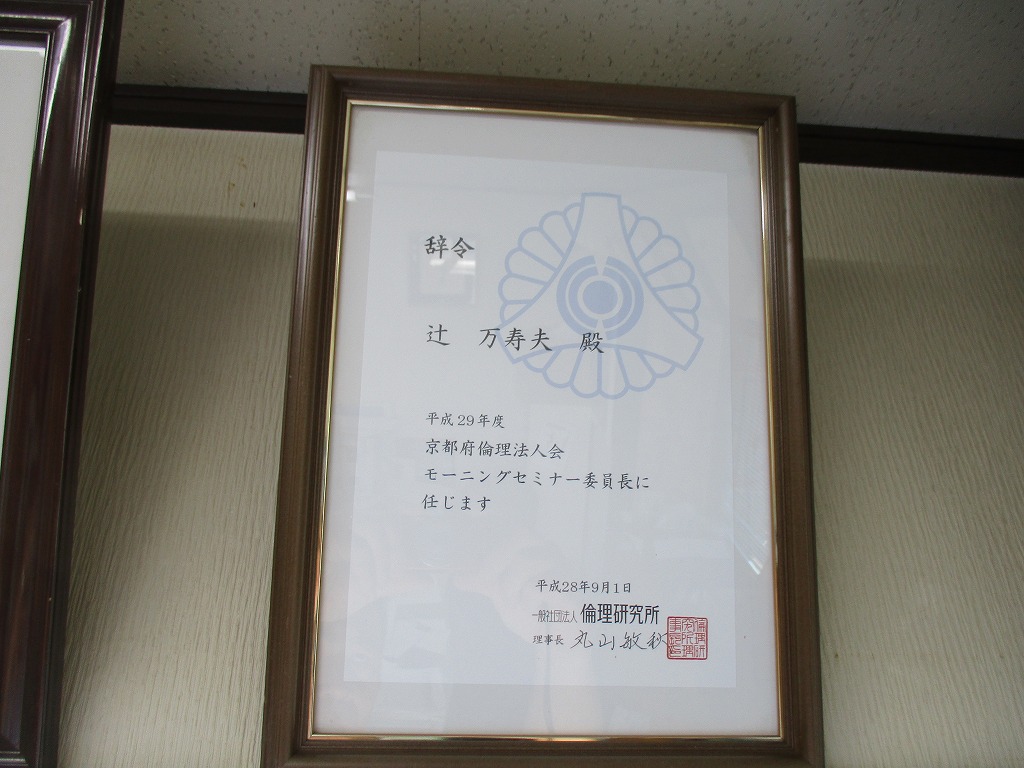 辞令
辻 万寿夫 殿
平成29年度
京都府倫理法人会
モーニングセミナー委員長に
任じます
平成28年9月1日
一般社団法人 倫理研究所
理事長 丸山敏秋